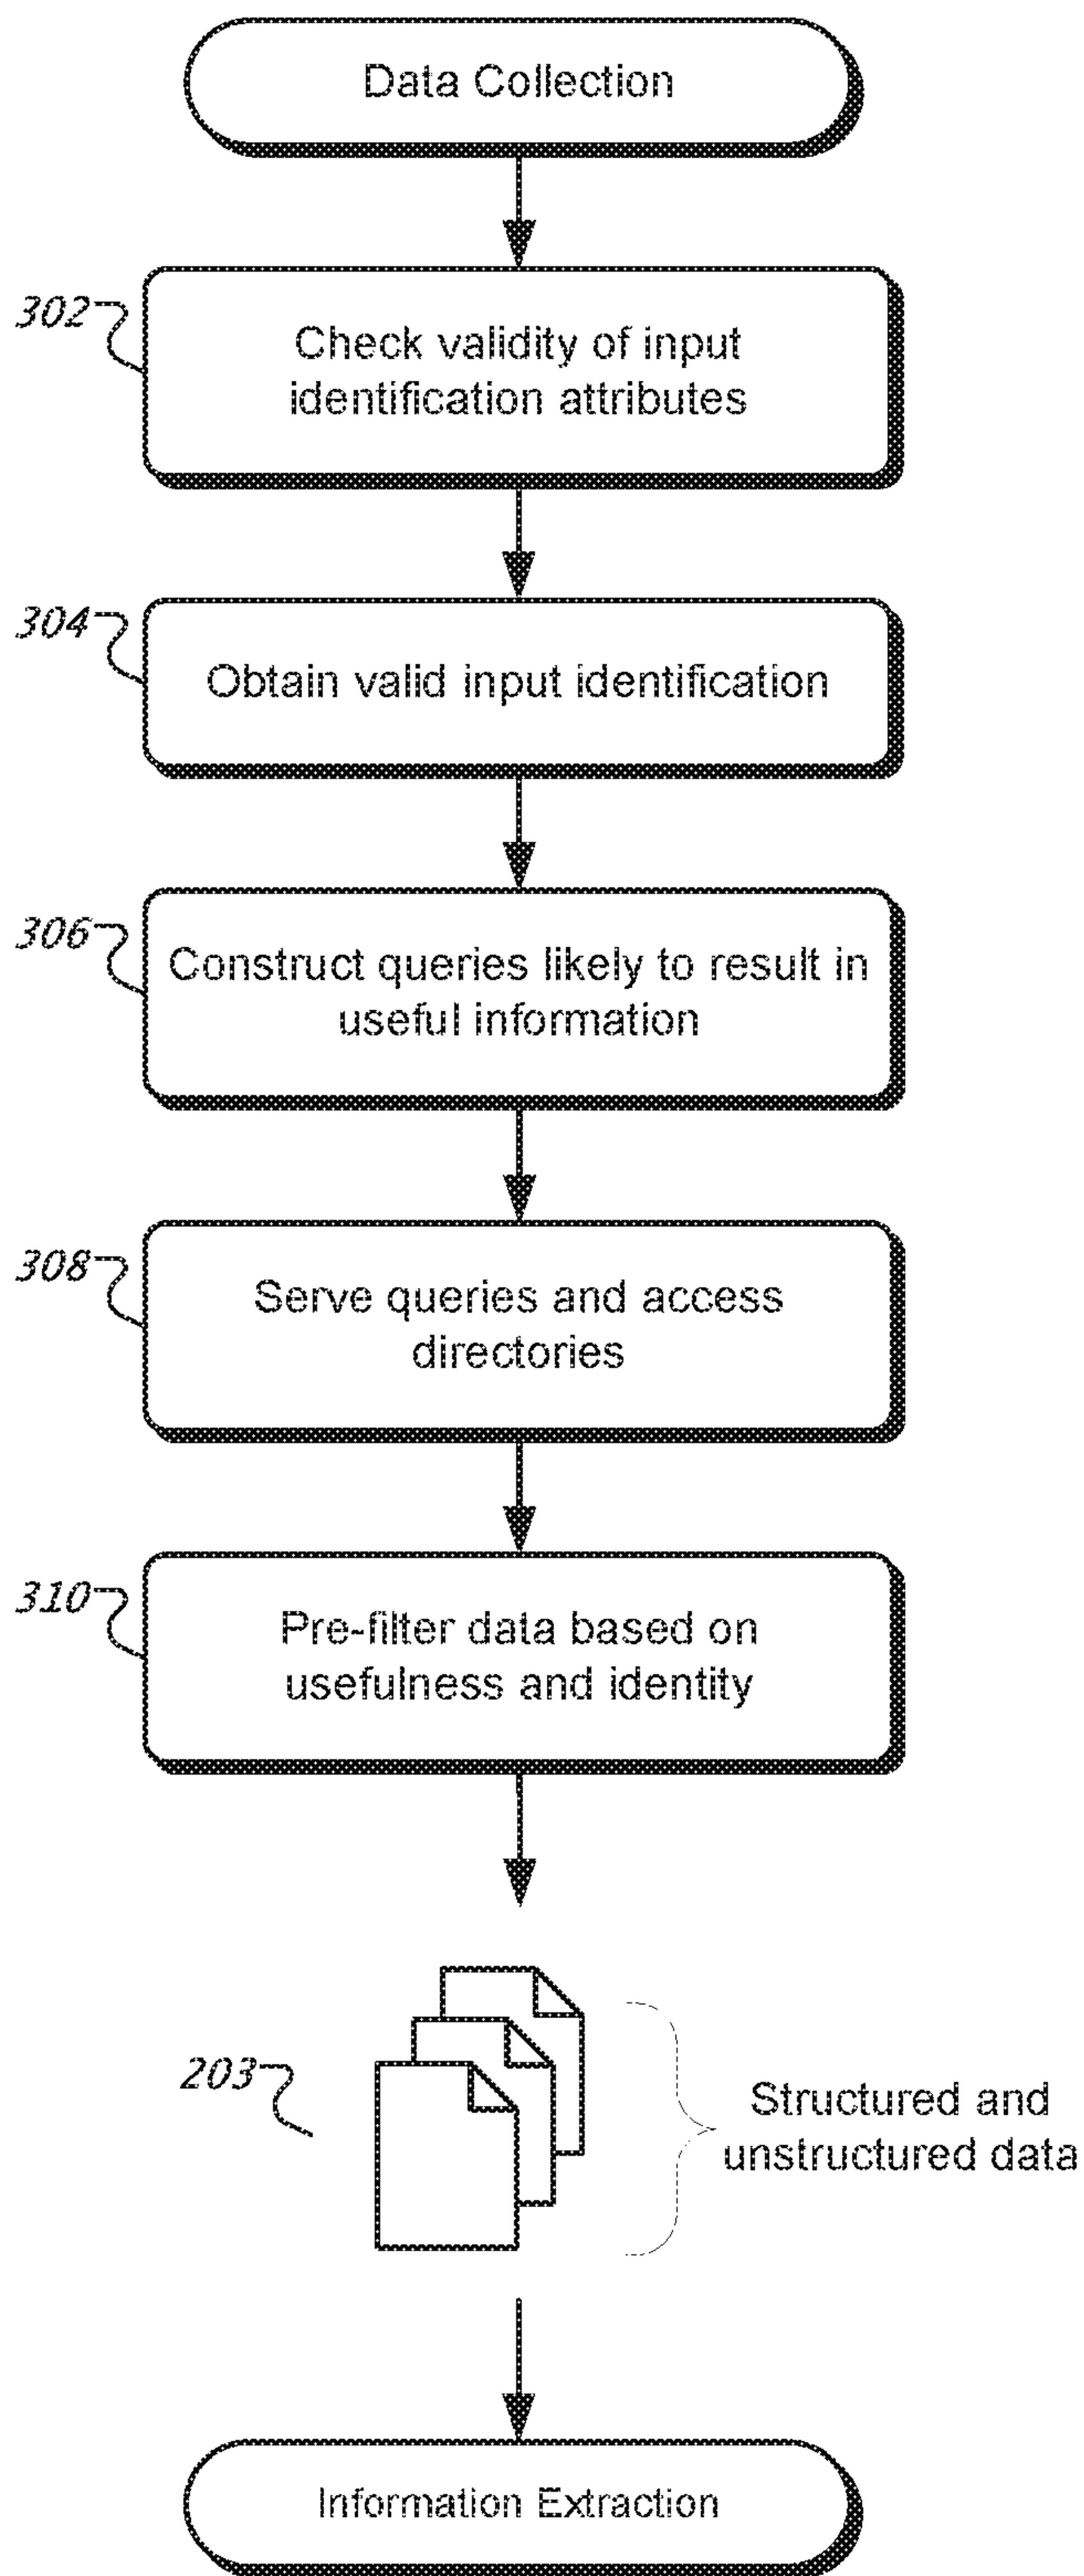 Data Collection
302
Check validity of input
identification attributes
304
Obtain valid input identification
306
Construct queries likely to result in
useful information
308
Serve queries and access
directories
310
Pre-filter data based on
usefulness and identity
203
Structured and
unstructured data
Information Extraction